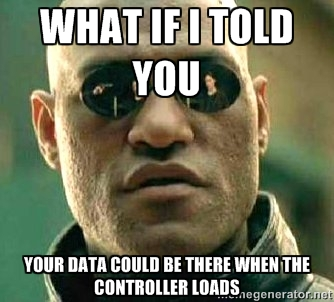 WHAT IF I TOLD
YOU
YOUR DATA COULD BE THERE WHEN THE
CONTROLLER LOADS